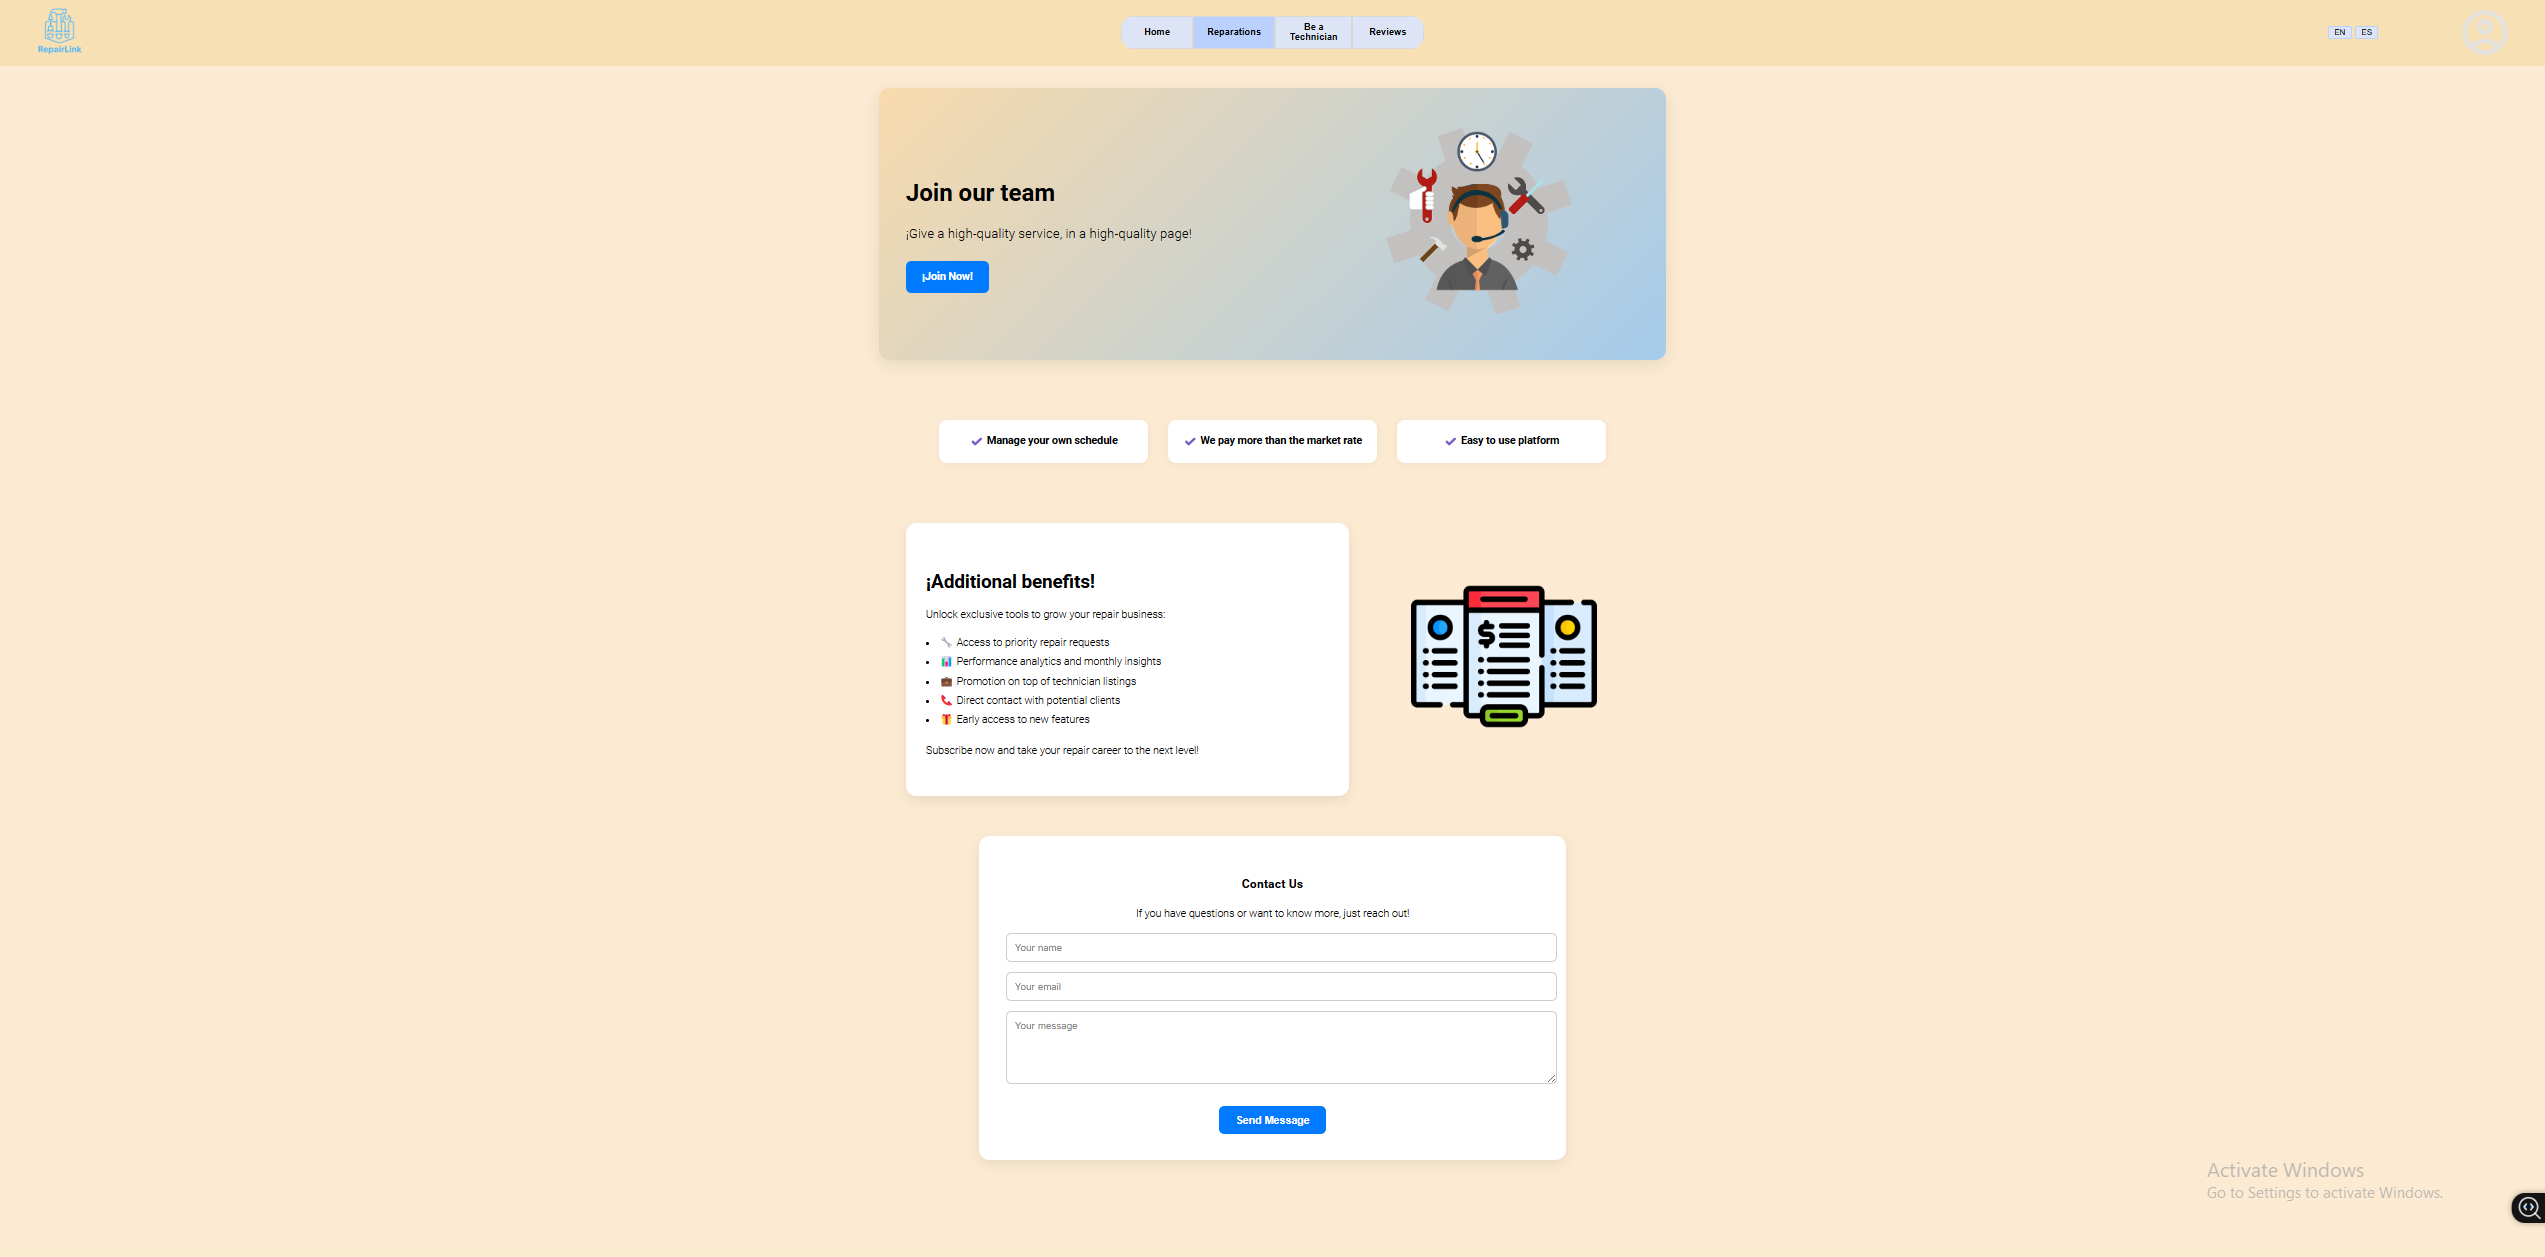 RepairLink
Home
Reparations
Be a
Technician
Reviews
EN
ES
Join our team
¡Give a high-quality service, in a high-quality page!
¡Join Now!
Manage your own schedule
We pay more than the market rate
Easy to use platform
¡Additional benefits!
Unlock exclusive tools to grow your repair business:
Access to priority repair requests
Performance analytics and monthly insights
Promotion on top of technician listings
Direct contact with potential clients
Early access to new features
Subscribe now and take your repair career to the next level!
$
Contact Us
If you have questions or want to know more, just reach out!
Your name
Your email
Your message
Send Message
Activate Windows
Go to Settings to activate Windows.